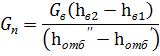 Gп = Gв(hв2 − hв1) / (hотб'' − hотб')